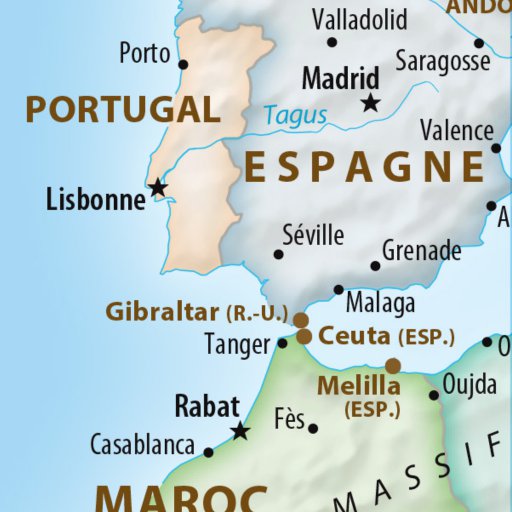 ANDO
Valladolid
Porto
Saragosse
Madrid
PORTUGAL
Tagus
Valence
ESPAGNE
Lisbonne
A
Séville
Grenade
Malaga
Gibraltar (R.-U.)
Ceuta (ESP.)
Tanger
O
Melilla
(ESP.)
Oujda
Rabat
Fès
Casablanca
MASSIF
MAROC